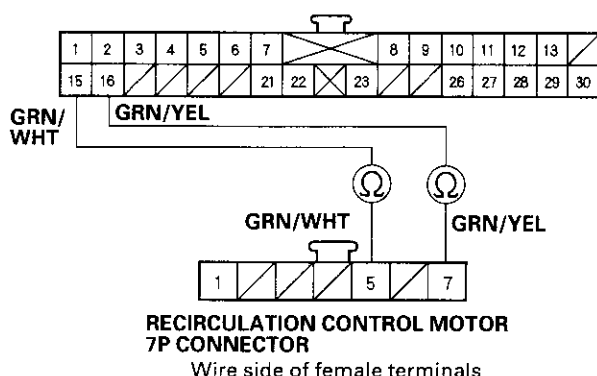 1 2 3 4 5 6 7 8 9 10 11 12 13
15 16 21 22 23 26 27 28 29 30
GRN/
WHT
GRN/YEL
Ω Ω
GRN/WHT
GRN/YEL
1 5 7
RECIRCULATION CONTROL MOTOR
7P CONNECTOR
Wire side of female terminals